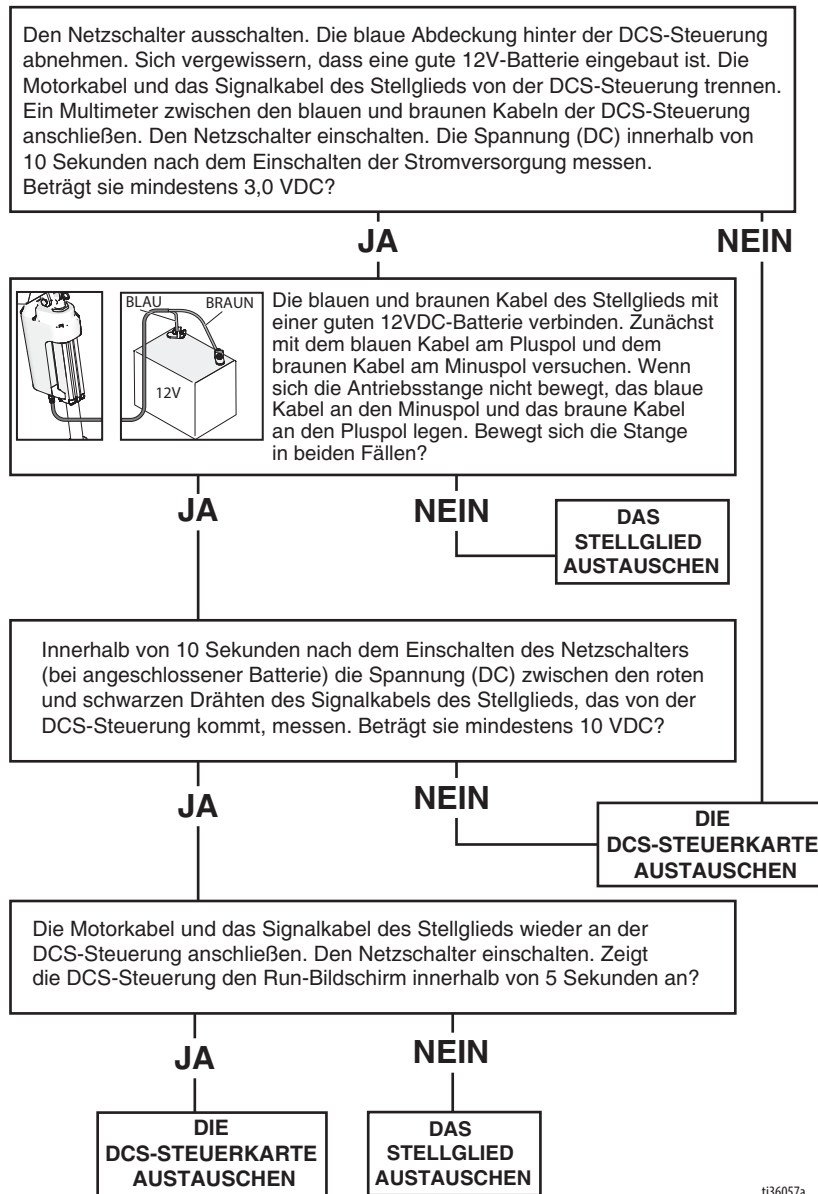 Den Netzschalter ausschalten. Die blaue Abdeckung hinter der DCS-Steuerung
abnehmen. Sich vergewissern, dass eine gute 12V-Batterie eingebaut ist. Die
Motorkabel und das Signalkabel des Stellglieds von der DCS-Steuerung trennen.
Ein Multimeter zwischen den blauen und braunen Kabeln der DCS-Steuerung
anschließen. Den Netzschalter einschalten. Die Spannung (DC) innerhalb von
10 Sekunden nach dem Einschalten der Stromversorgung messen.
Beträgt sie mindestens 3,0 VDC?
JA
NEIN
BLAU
BRAUN
12V
Die blauen und braunen Kabel des Stellglieds mit
einer guten 12VDC-Batterie verbinden. Zunächst
mit dem blauen Kabel am Pluspol und dem
braunen Kabel am Minuspol versuchen. Wenn
sich die Antriebsstange nicht bewegt, das blaue
Kabel an den Minuspol und das braune Kabel
an den Pluspol legen. Bewegt sich die Stange
in beiden Fällen?
JA
NEIN
DAS
STELLGLIED
AUSTAUSCHEN
Innerhalb von 10 Sekunden nach dem Einschalten des Netzschalters
(bei angeschlossener Batterie) die Spannung (DC) zwischen den roten
und schwarzen Drähten des Signalkabels des Stellglieds, das von der
DCS-Steuerung kommt, messen. Beträgt sie mindestens 10 VDC?
JA
NEIN
DIE
DCS-STEUERKARTE
AUSTAUSCHEN
Die Motorkabel und das Signalkabel des Stellglieds wieder an der
DCS-Steuerung anschließen. Den Netzschalter einschalten. Zeigt
die DCS-Steuerung den Run-Bildschirm innerhalb von 5 Sekunden an?
JA
NEIN
DIE
DCS-STEUERKARTE
AUSTAUSCHEN
DAS
STELLGLIED
AUSTAUSCHEN
ti36057a